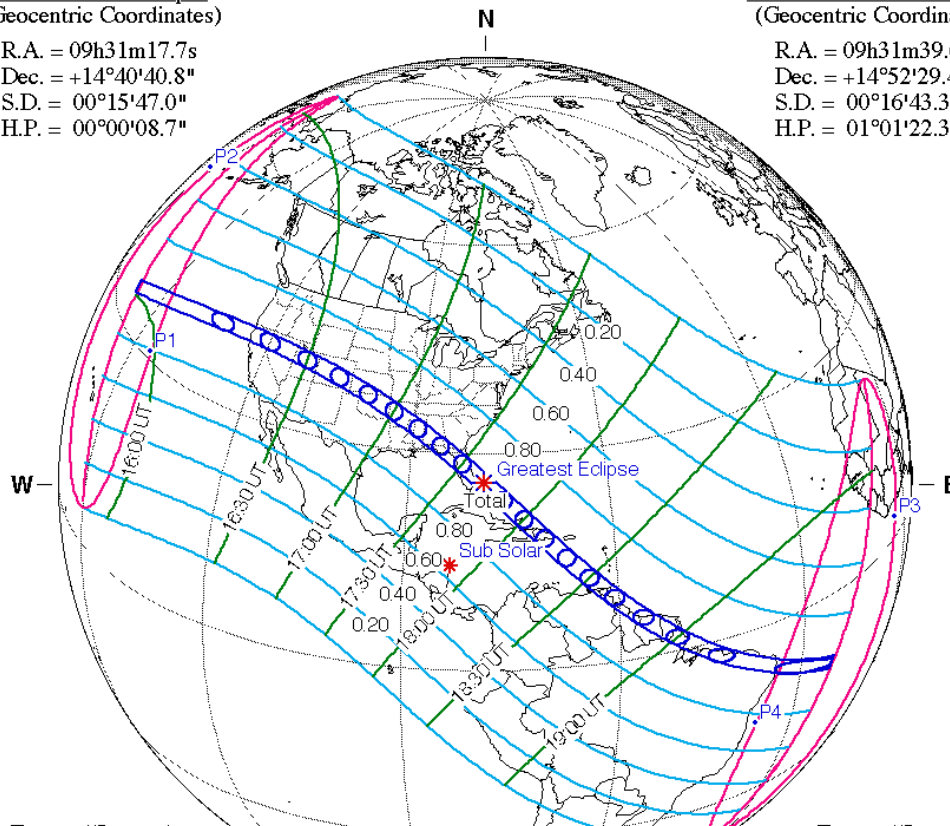 Geocentric Coordinates)
R.A. = 09h31m17.7s
Dec. = +14°40'40.8"
S.D. = 00°15'47.0"
H.P. = 00°00'08.7"
N
(Geocentric Coordin
R.A. = 09h31m39.
Dec. = +14°52'29.4
S.D. = 00°16'43.3
H.P. = 01°01'22.3
P2
P1
0.20
0.40
0.60
0.80
Greatest Eclipse
Total
W
E
P3
0.80
Sub Solar
0.60
0.40
0.20
16:00 UT
16:30 UT
17:00 UT
17:30 UT
18:00 UT
18:30 UT
19:00 UT
P4